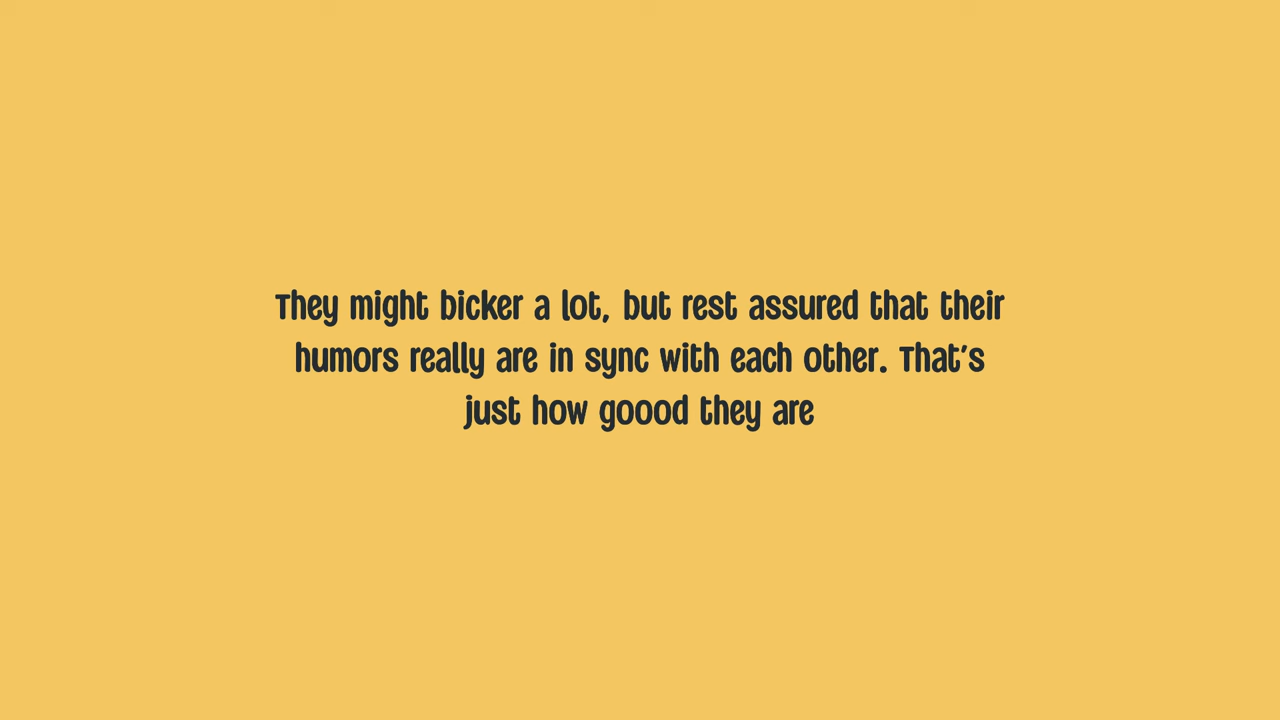 They might bicker a lot, but rest assured that their
humors really are in sync with each other. That's
just how goood they are